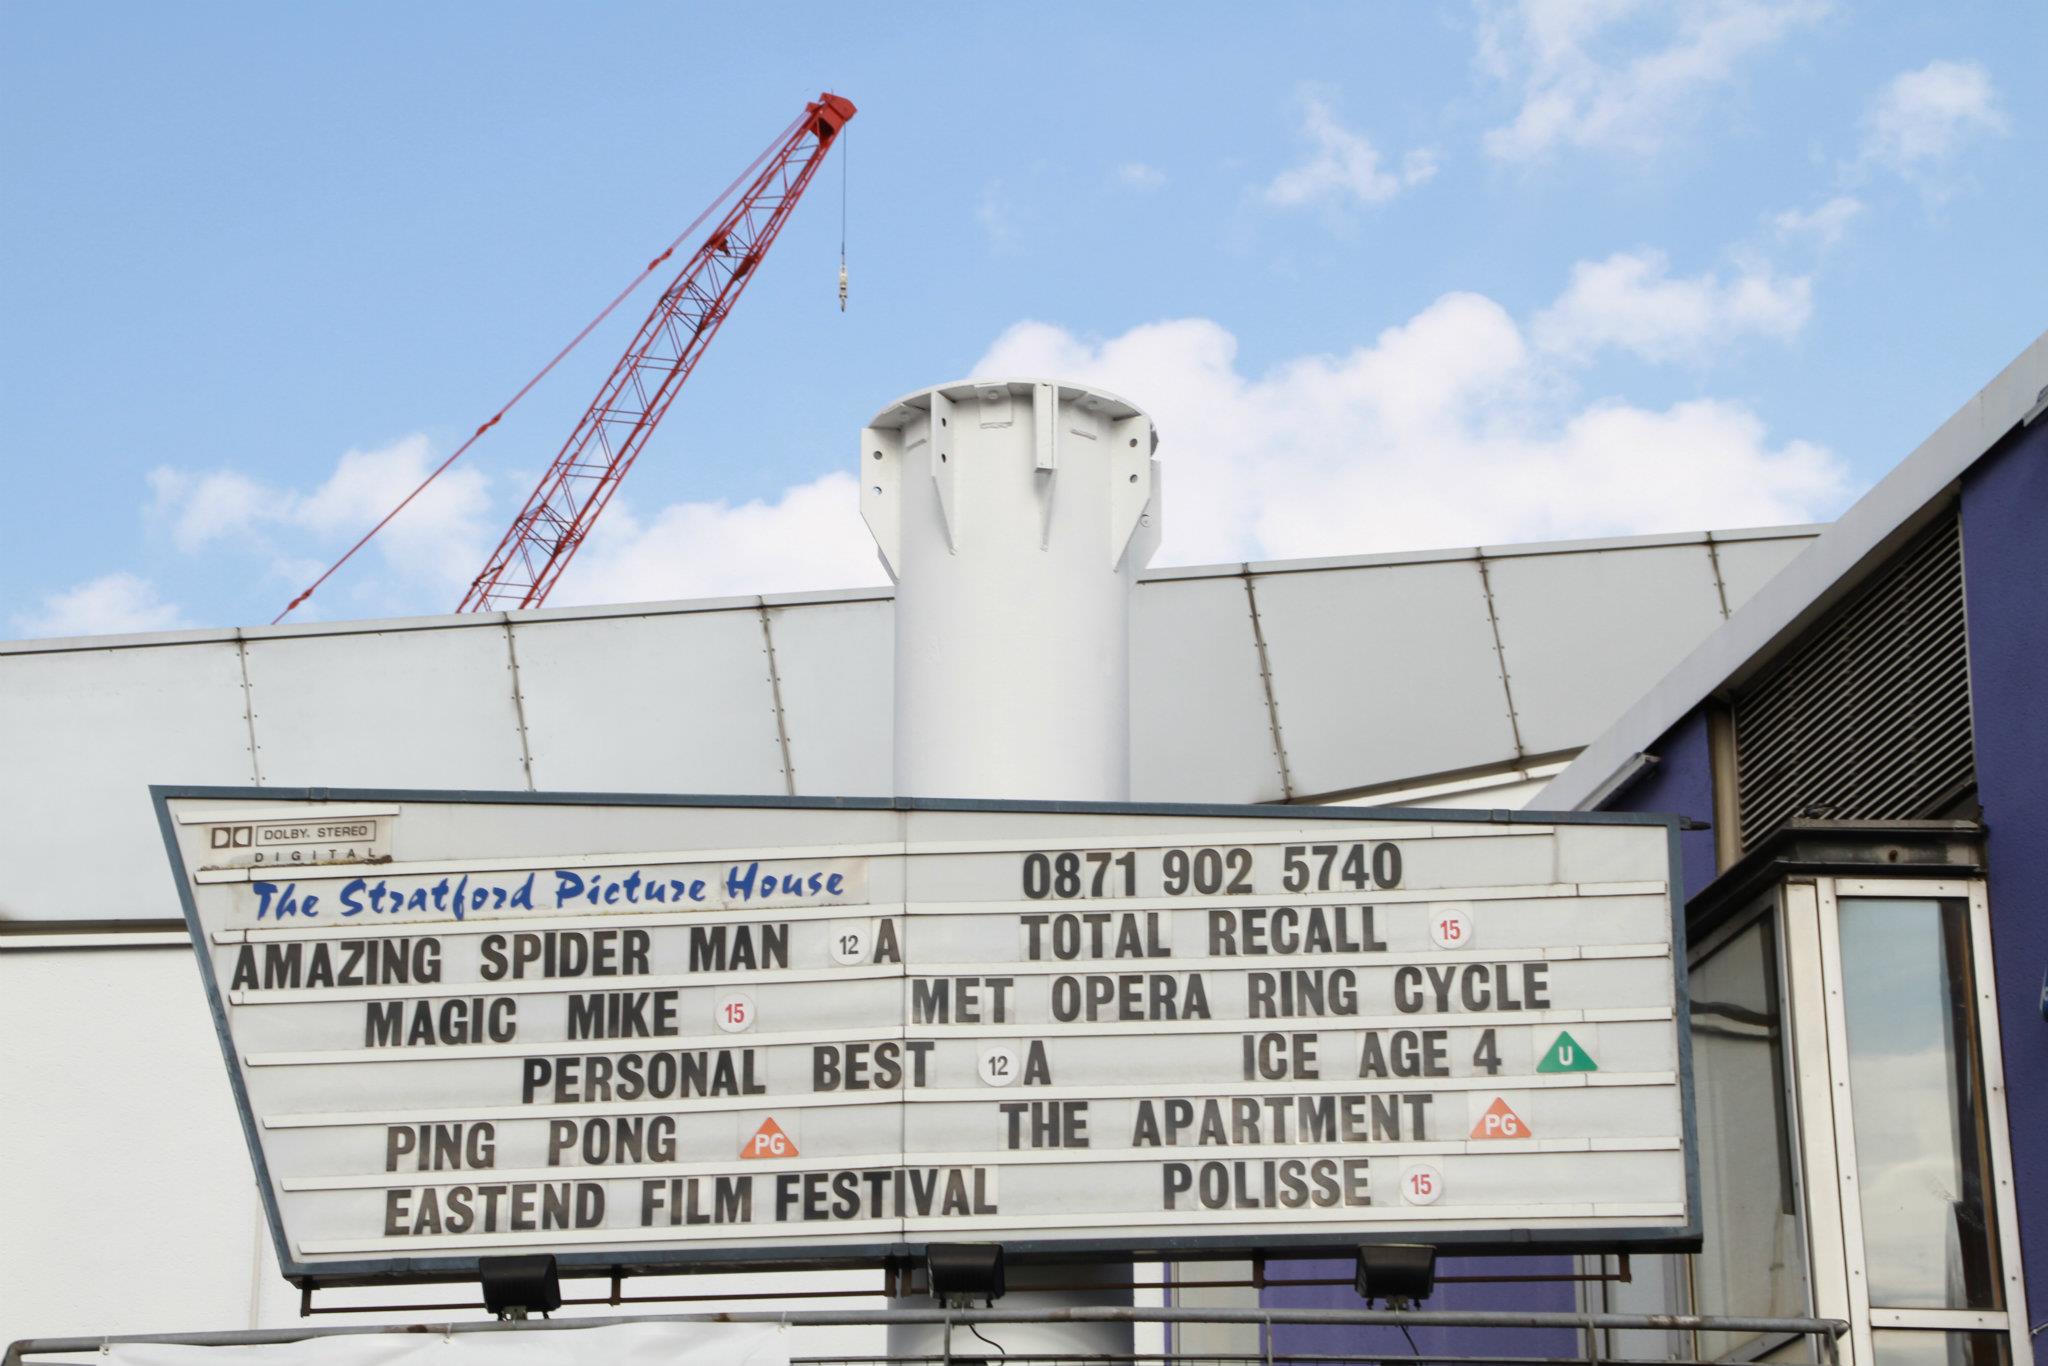 DOLBY. STEREO
DIGITAL
The Stratford Picture House 0871 902 5740
AMAZING SPIDER MAN 12 A TOTAL RECALL 15
MAGIC MIKE 15 MET OPERA RING CYCLE
PERSONAL BEST 12 A ICE AGE 4 U
PING PONG PG THE APARTMENT PG
EASTEND FILM FESTIVAL POLISSE 15